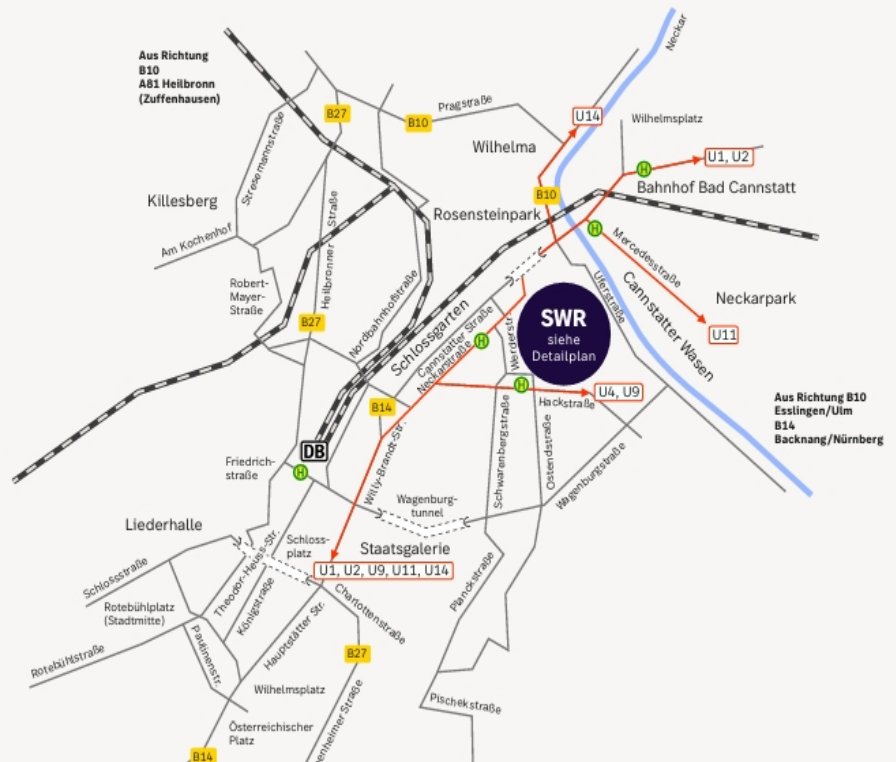 Aus Richtung
B10
A81 Heilbronn
(Zuffenhausen)
Neckar
B27
B10
Pragstraße
U14
Wilhelmsplatz
Stresemannstraße
Wilhelma
U1, U2
H
Killesberg
B10
Bahnhof Bad Cannstatt
Heilbronner Straße
Rosensteinpark
Am Kochenhof
H
Mercedesstraße
Robert-
Mayer-
Straße
Nordbahnhofstraße
Uferstraße
Cannstatter Wasen
Neckarpark
B27
Schlossgarten
Cannstatter Straße
Neckarstraße
H
Werderstr.
SWR
siehe
Detailplan
U11
H
U4, U9
Hackstraße
B14
Aus Richtung B10
Esslingen/Ulm
B14
Backnang/Nürnberg
DB
Friedrich-
straße
H
Willy-Brandt-Str.
Schwarenbergstraße
Ostendstraße
Wagenburgstraße
Wagenburg-
tunnel
Liederhalle
Schloss-
platz
Staatsgalerie
U1, U2, U9, U11, U14
Schlossstraße
Theodor-Heuss-Str.
Königstraße
Planckstraße
Rotebühlplatz
(Stadtmitte)
Hauptstätter Str.
Charlottenstraße
Rotebühlstraße
Paulinenstr.
B27
Wilhelmsplatz
Pischekstraße
Österreichischer
Platz
enheimer Straße
B14